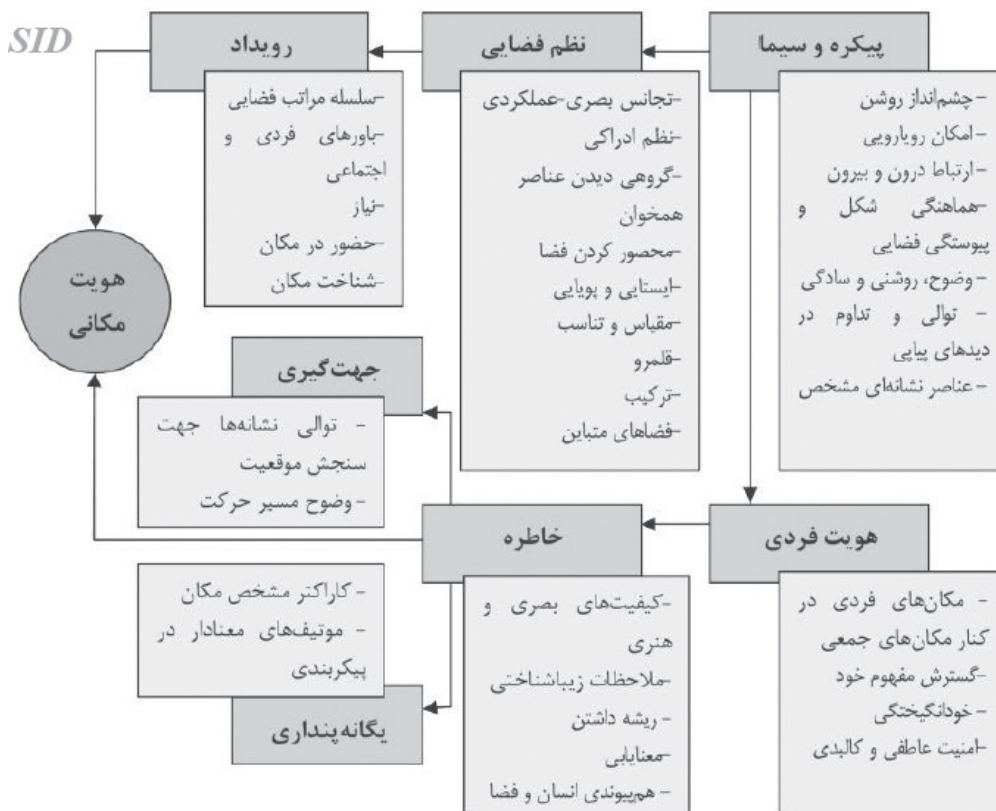 SID
پیکره و سیما
-چشم‌انداز روشن
-امکان رویارویی
-ارتباط درون و بیرون
-هماهنگی شکل و
پیوستگی فضایی
-وضوح، روشنی و سادگی
- توالی و تداوم در
دیدهای پیاپی
-عناصر نشانه‌ای مشخص
نظم فضایی
-تجانس بصری-عملکردی
-نظم ادراکی
-گروهی دیدن عناصر
همخوان
-محصور کردن فضا
-ایستایی و پویایی
-مقیاس و تناسب
-قلمرو
-ترکیب
-فضاهای متباین
رویداد
-سلسله مراتب فضایی
-باورهای فردی و
اجتماعی
-نیاز
-حضور در مکان
-شناخت مکان
هویت
مکانی
جهت‌گیری
- توالی نشانه‌ها جهت
سنجش موقعیت
- وضوح مسیر حرکت
هویت فردی
- مکان‌های فردی در
کنار مکان‌های جمعی
-گسترش مفهوم خود
-خودانگیختگی
-امنیت عاطفی و کالبدی
خاطره
-کیفیت‌های بصری و
هنری
-ملاحظات زیباشناختی
- ریشه داشتن
-معنایابی
- هم‌پیوندی انسان و فضا
- کاراکتر مشخص مکان
- موتیف‌های معنادار در
پیکربندی
یگانه‌پنداری